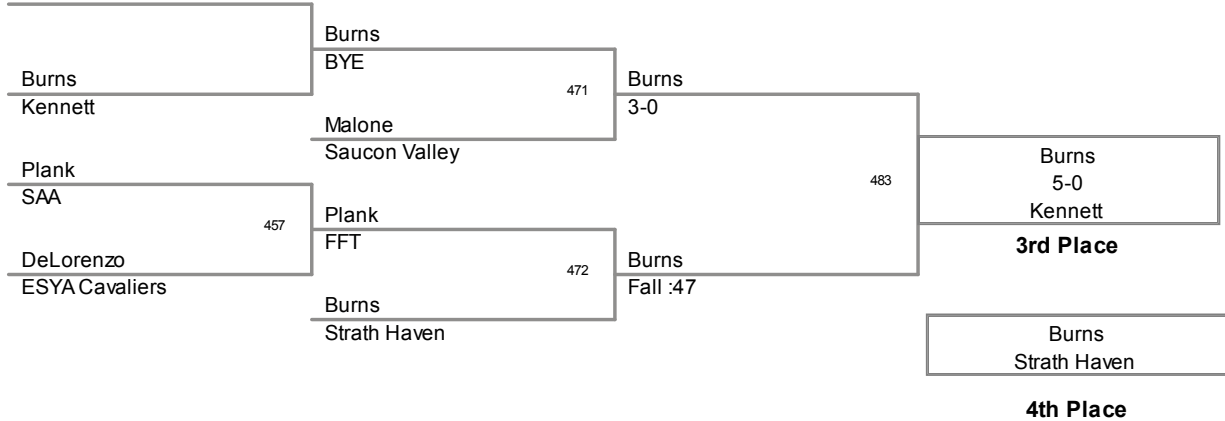 Burns
BYE
Burns
Kennett
471
Burns
3-0
Malone
Saucon Valley
Plank
SAA
483
Burns
5-0
Kennett
3rd Place
457
Plank
FFT
DeLorenzo
ESYA Cavaliers
472
Burns
Fall :47
Burns
Strath Haven
Burns
Strath Haven
4th Place